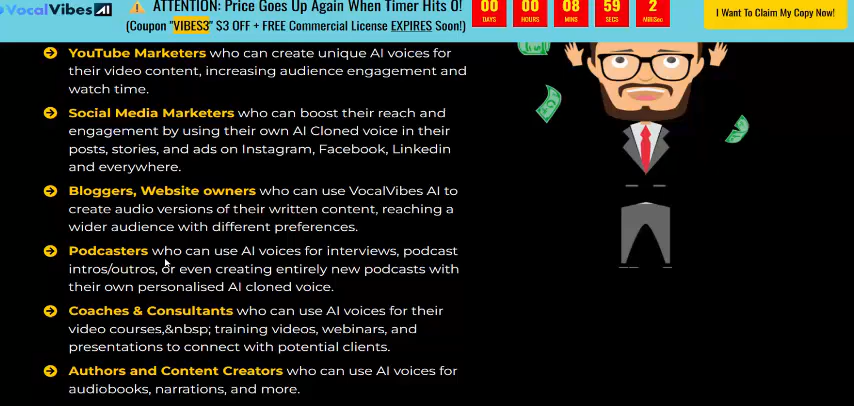 VocalVibes AI
ATTENTION: Price Goes Up Again When Timer Hits 0!
(Coupon "VIBES3" $3 OFF + FREE Commercial License EXPIRES Soon!)
00 00 08 59 2
DAYS HOURS MINS SECS MilliSec
I Want To Claim My Copy Now!
YouTube Marketers who can create unique AI voices for
their video content, increasing audience engagement and
watch time.
Social Media Marketers who can boost their reach and
engagement by using their own AI Cloned voice in their
posts, stories, and ads on Instagram, Facebook, Linkedin
and everywhere.
Bloggers, Website owners who can use VocalVibes AI to
create audio versions of their written content, reaching a
wider audience with different preferences.
Podcasters who can use AI voices for interviews, podcast
intros/outros, or even creating entirely new podcasts with
their own personalised AI cloned voice.
Coaches & Consultants who can use AI voices for their
video courses,&nbsp; training videos, webinars, and
presentations to connect with potential clients.
Authors and Content Creators who can use AI voices for
audiobooks, narrations, and more.